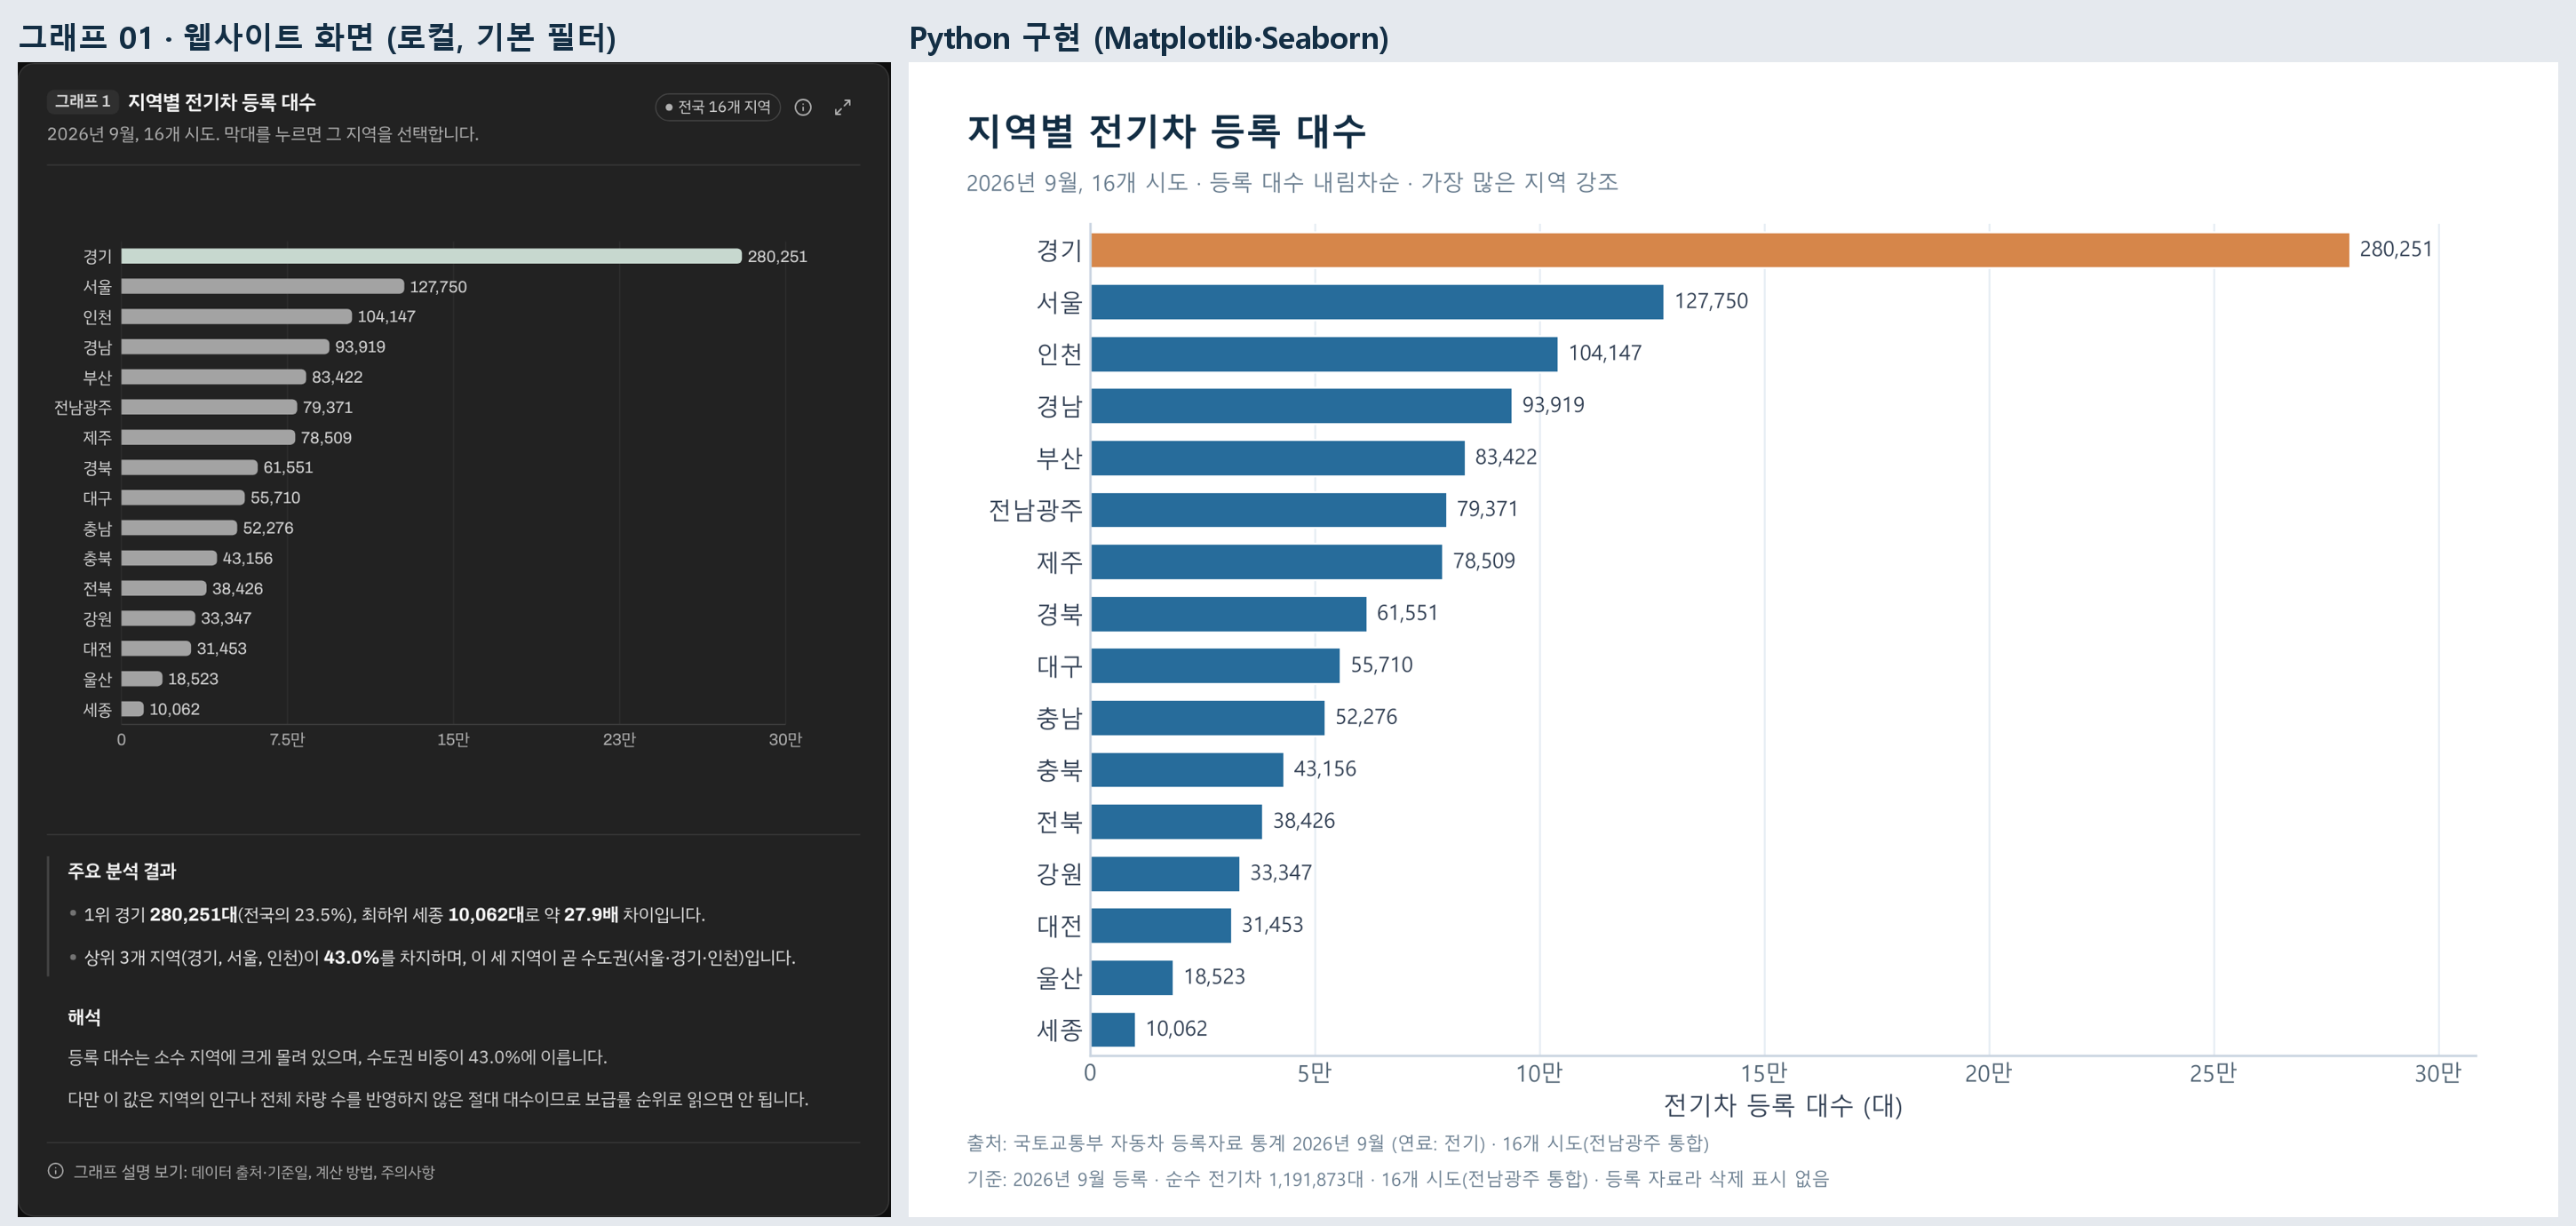 그래프 01 · 웹사이트 화면 (로컬, 기본 필터)
그래프 1 지역별 전기차 등록 대수
전국 16개 지역
2026년 9월, 16개 시도. 막대를 누르면 그 지역을 선택합니다.
경기 280,251
서울 127,750
인천 104,147
경남 93,919
부산 83,422
전남광주 79,371
제주 78,509
경북 61,551
대구 55,710
충남 52,276
충북 43,156
전북 38,426
강원 33,347
대전 31,453
울산 18,523
세종 10,062
0 7.5만 15만 23만 30만
주요 분석 결과
• 1위 경기 280,251대(전국의 23.5%), 최하위 세종 10,062대로 약 27.9배 차이입니다.
• 상위 3개 지역(경기, 서울, 인천)이 43.0%를 차지하며, 이 세 지역이 곧 수도권(서울·경기·인천)입니다.
해석
등록 대수는 소수 지역에 크게 몰려 있으며, 수도권 비중이 43.0%에 이릅니다.
다만 이 값은 지역의 인구나 전체 차량 수를 반영하지 않은 절대 대수이므로 보급률 순위로 읽으면 안 됩니다.
그래프 설명 보기: 데이터 출처·기준일, 계산 방법, 주의사항
Python 구현 (Matplotlib·Seaborn)
지역별 전기차 등록 대수
2026년 9월, 16개 시도 · 등록 대수 내림차순 · 가장 많은 지역 강조
경기 280,251
서울 127,750
인천 104,147
경남 93,919
부산 83,422
전남광주 79,371
제주 78,509
경북 61,551
대구 55,710
충남 52,276
충북 43,156
전북 38,426
강원 33,347
대전 31,453
울산 18,523
세종 10,062
0 5만 10만 15만 20만 25만 30만
전기차 등록 대수 (대)
출처: 국토교통부 자동차 등록자료 통계 2026년 9월 (연료: 전기) · 16개 시도(전남광주 통합)
기준: 2026년 9월 등록 · 순수 전기차 1,191,873대 · 16개 시도(전남광주 통합) · 등록 자료라 삭제 표시 없음